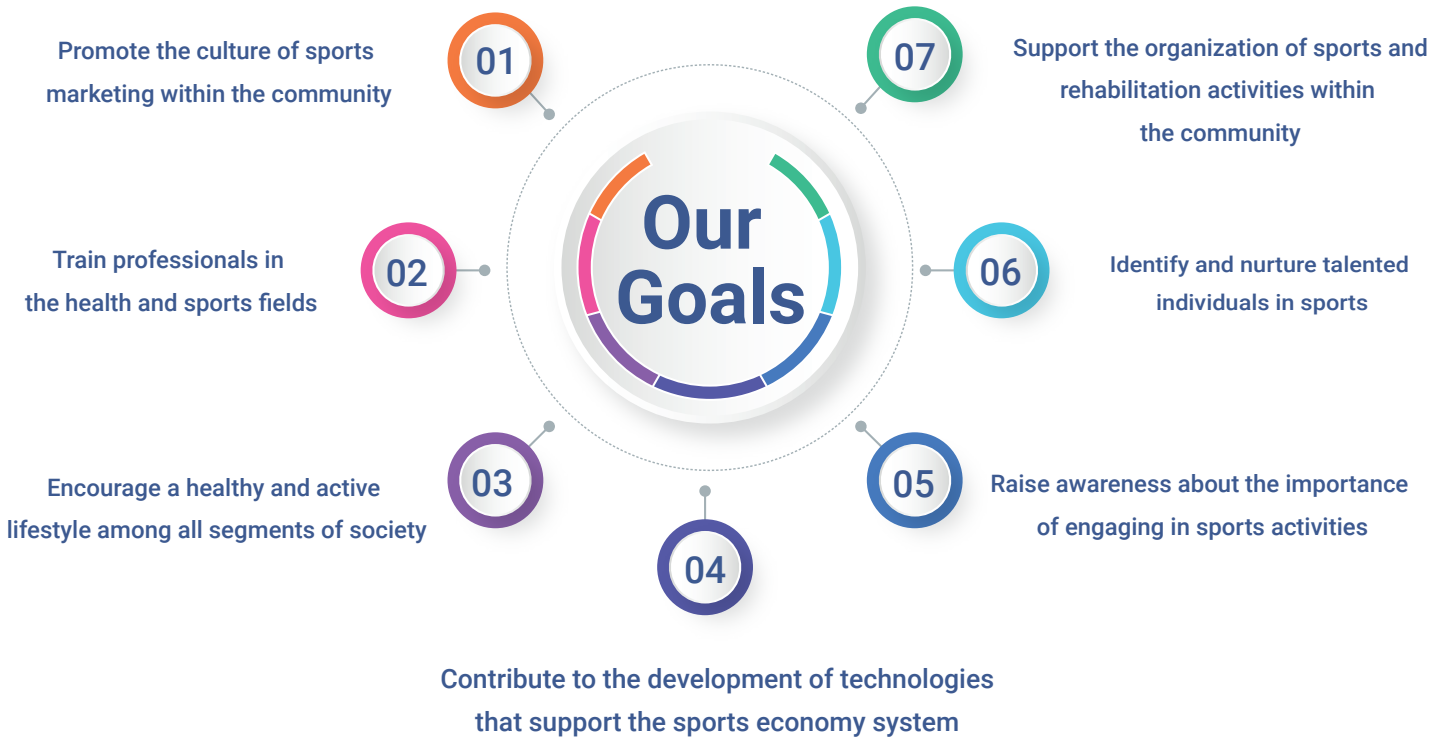 Our
Goals
01
Promote the culture of sports
marketing within the community
02
Train professionals in
the health and sports fields
03
Encourage a healthy and active
lifestyle among all segments of society
04
Contribute to the development of technologies
that support the sports economy system
05
Raise awareness about the importance
of engaging in sports activities
06
Identify and nurture talented
individuals in sports
07
Support the organization of sports and
rehabilitation activities within
the community